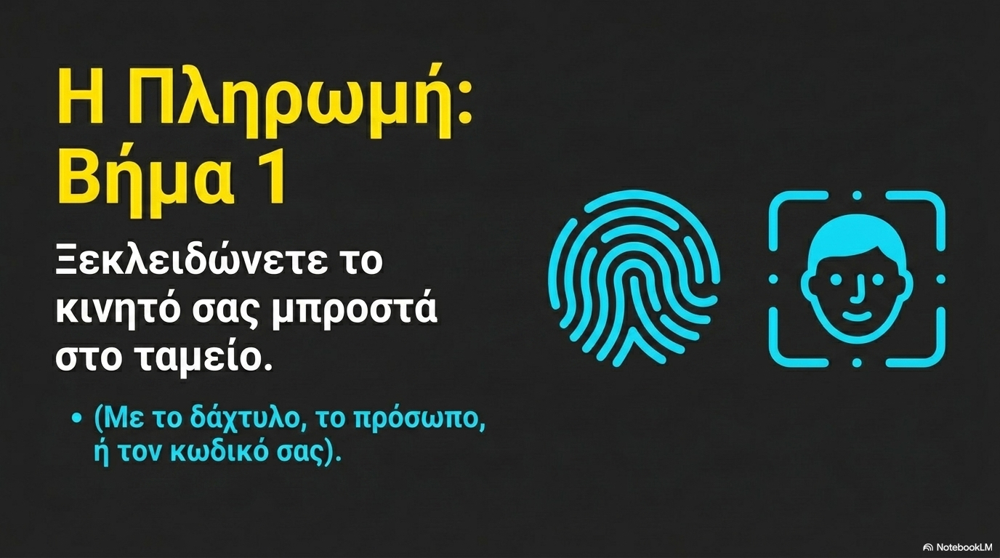 Η Πληρωμή:
Βήμα 1
Ξεκλειδώνετε το
κινητό σας μπροστά
στο ταμείο.
• (Με το δάχτυλο, το πρόσωπο,
ή τον κωδικό σας).
NotebookLM